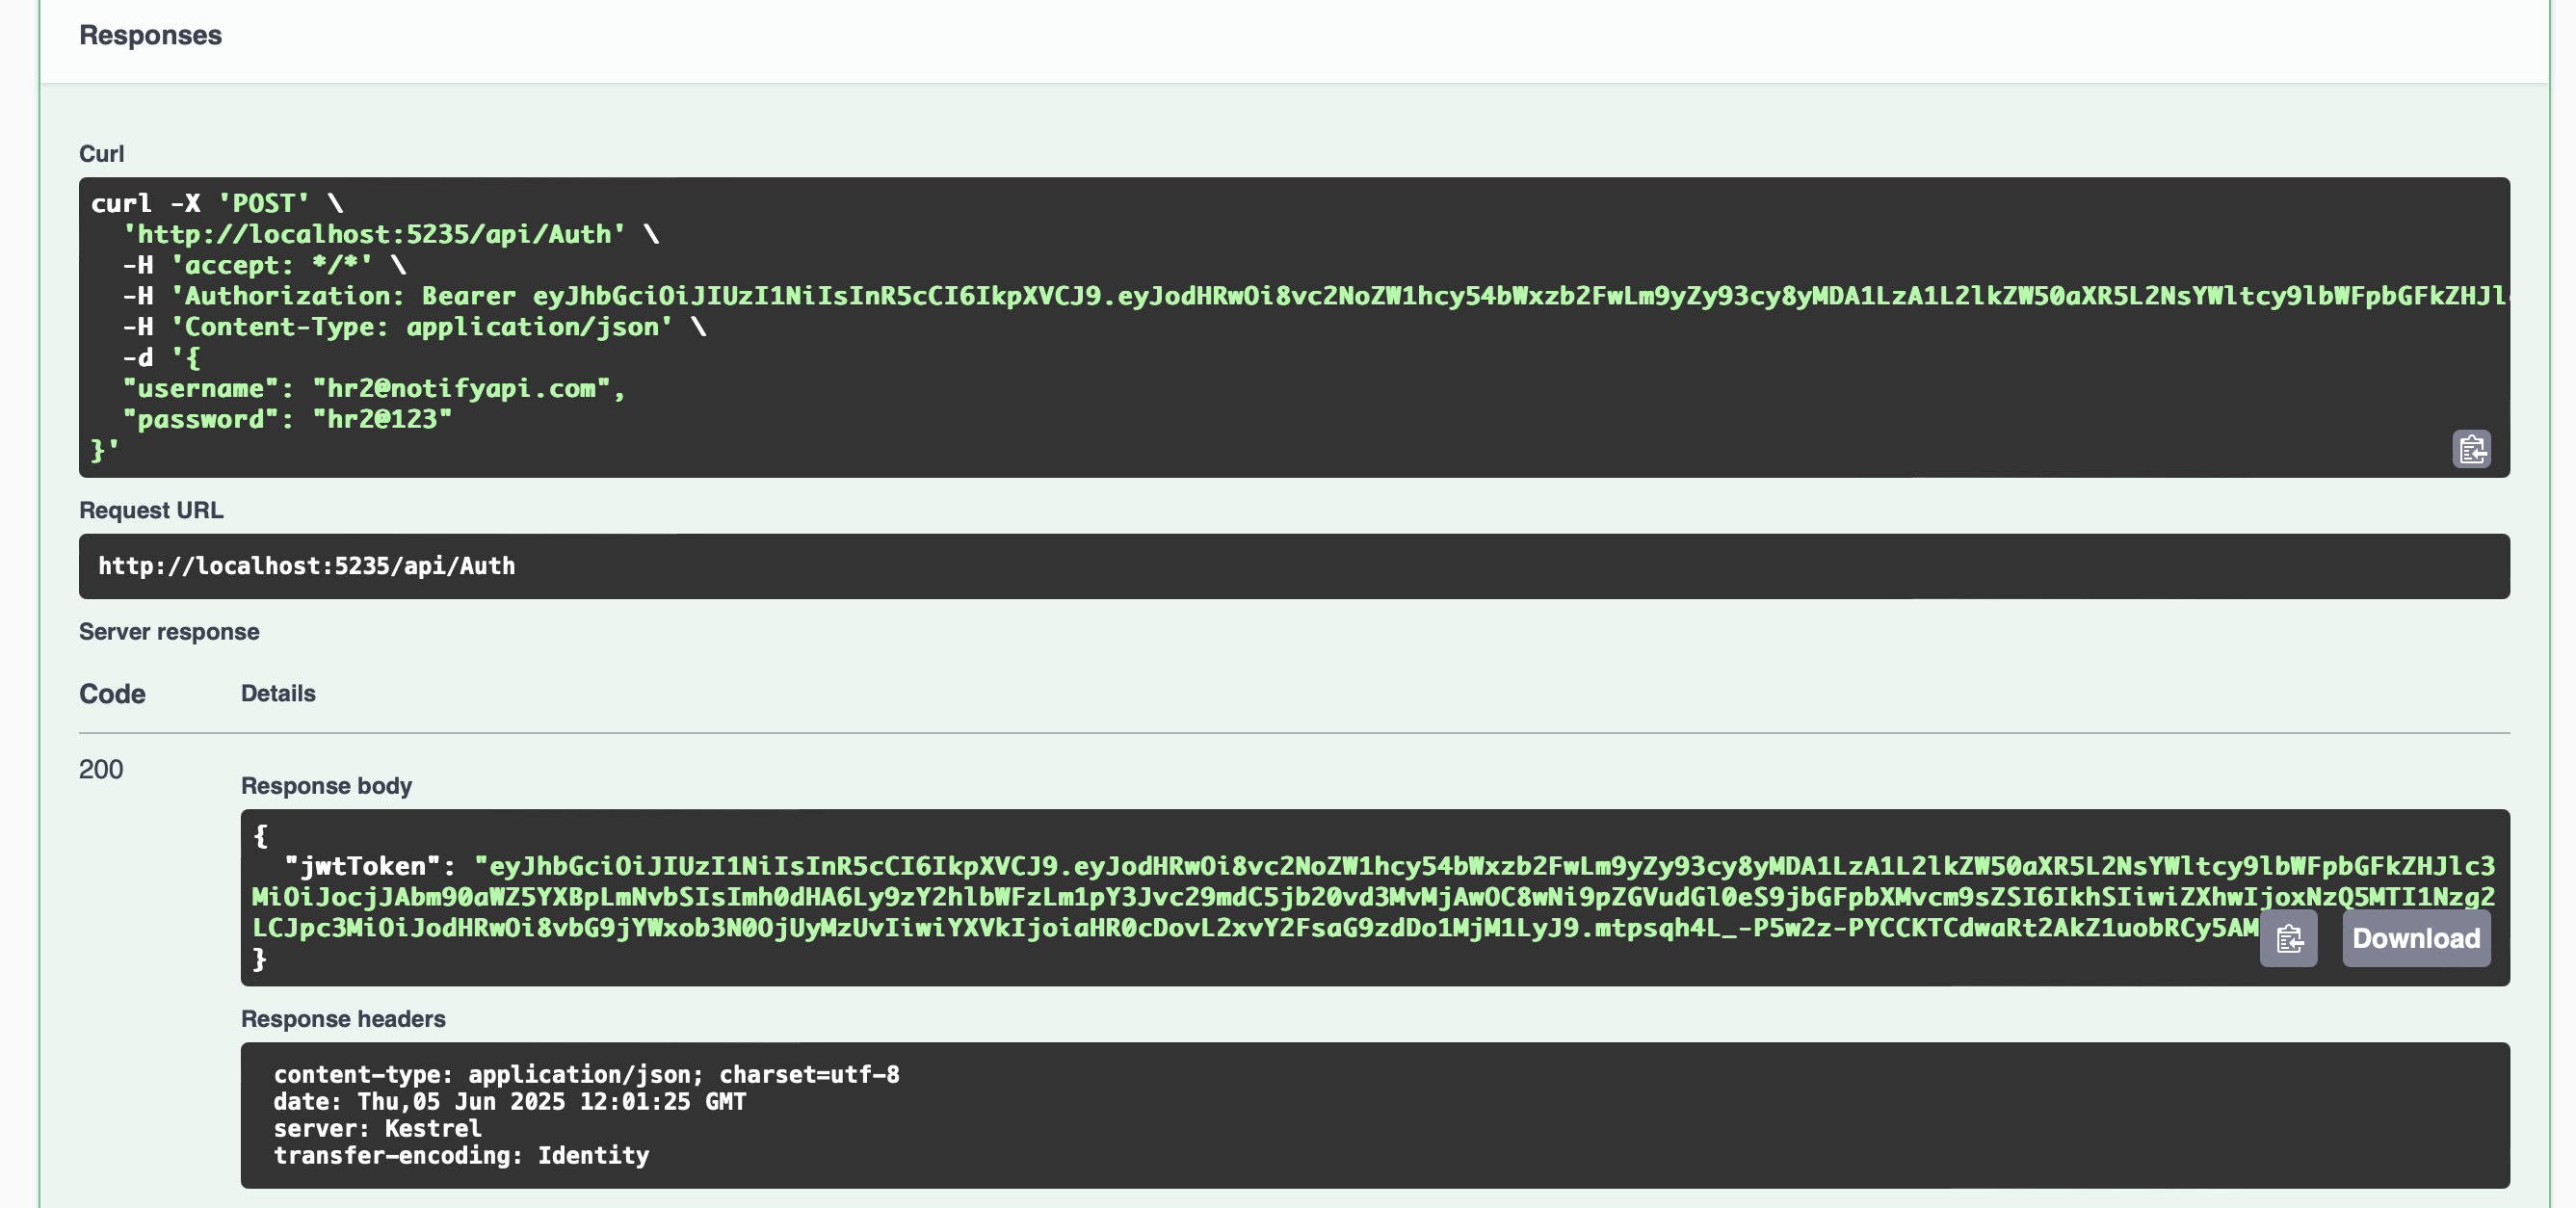 Responses
Curl
curl -X 'POST' \
'http://localhost:5235/api/Auth' \
-H 'accept: */*' \
-H 'Authorization: Bearer eyJhbGciOiJIUzI1NiIsInR5cCI6IkpXVCJ9.eyJodHRwOi8vc2NoZW1hcy54bWxzb2FwLm9yZy93cy8yMDA1LzA1L2lkZW50aXR5L2NsYWltcy9lbWFpbGFkZHJl
-H 'Content-Type: application/json' \
-d '{
"username": "hr2@notifyapi.com",
"password": "hr2@123"
}'
Request URL
http://localhost:5235/api/Auth
Server response
Code Details
200
Response body
{
"jwtToken": "eyJhbGciOiJIUzI1NiIsInR5cCI6IkpXVCJ9.eyJodHRwOi8vc2NoZW1hcy54bWxzb2FwLm9yZy93cy8yMDA1LzA1L2lkZW50aXR5L2NsYWltcy9lbWFpbGFkZHJlc3
MiOiJocjJAbm90aWZ5YXBpLmNvbSIsImh0dHA6Ly9zY2hlbWFzLm1pY3Jvc29mdC5jb20vd3MvMjAwOC8wNi9pZGVudGl0eS9jbGFpbXMvcm9sZSI6IkhSIiwiZXhwIjoxNzQ5MTI1Nzg2
LCJpc3MiOiJodHRwOi8vbG9jYWxob3N0OjUyMzUvIiwiYXVkIjoiaHR0cDovL2xvY2FsaG9zdDo1MjM1LyJ9.mtpsqh4L_-P5w2z-PYCCKTCdwaRt2AkZ1uobRCy5AM
Download
}
Response headers
content-type: application/json; charset=utf-8
date: Thu,05 Jun 2025 12:01:25 GMT
server: Kestrel
transfer-encoding: Identity